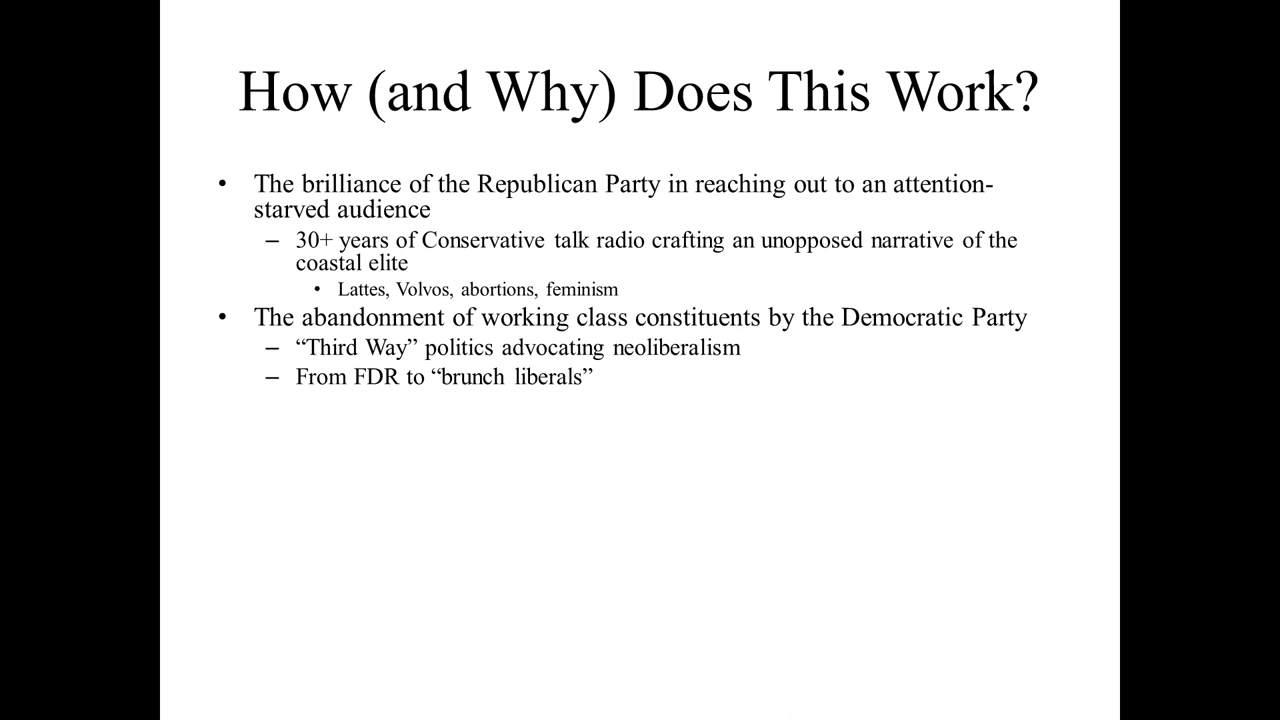 How (and Why) Does This Work?
• The brilliance of the Republican Party in reaching out to an attention-
starved audience
– 30+ years of Conservative talk radio crafting an unopposed narrative of the
coastal elite
• Lattes, Volvos, abortions, feminism
• The abandonment of working class constituents by the Democratic Party
– “Third Way” politics advocating neoliberalism
– From FDR to “brunch liberals”